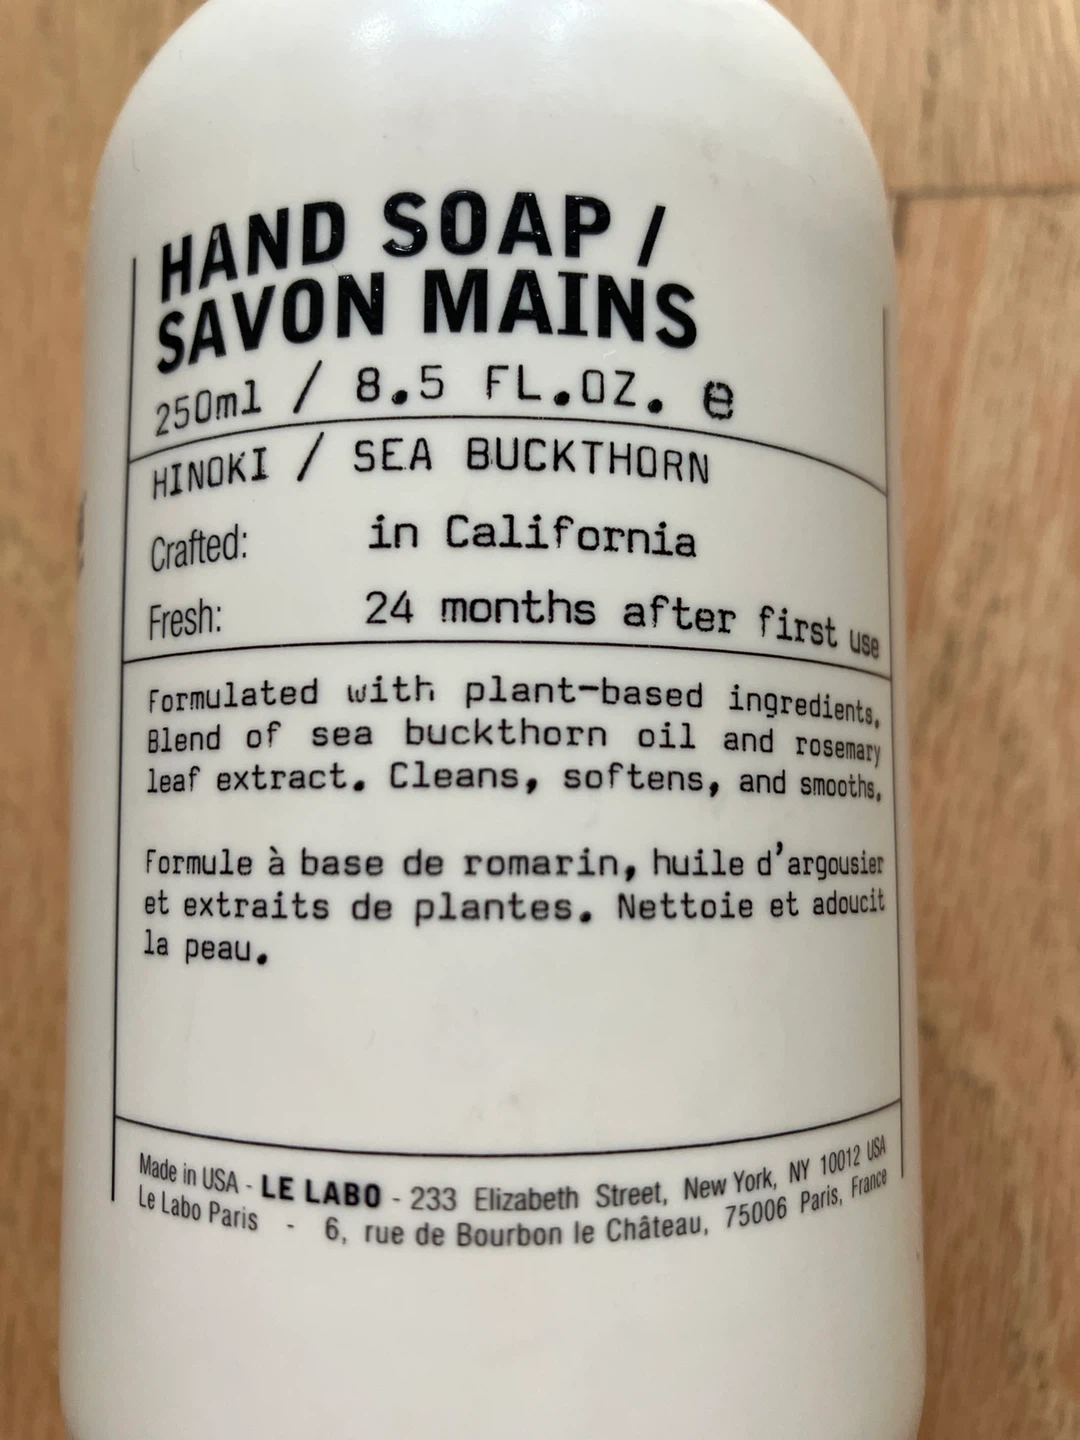 HAND SOAP /
SAVON MAINS
250ml / 8.5 FL.OZ. e
HINOKI / SEA BUCKTHORN
Crafted: in California
Fresh: 24 months after first use
Formulated with plant-based ingredients.
Blend of sea buckthorn oil and rosemary
leaf extract. Cleans, softens, and smooths.
Formule à base de romarin, huile d'argousier
et extraits de plantes. Nettoie et adoucit
la peau.
Made in USA - LE LABO - 233 Elizabeth Street, New York, NY 10012 USA
Le Labo Paris - 6, rue de Bourbon le Château, 75006 Paris, France